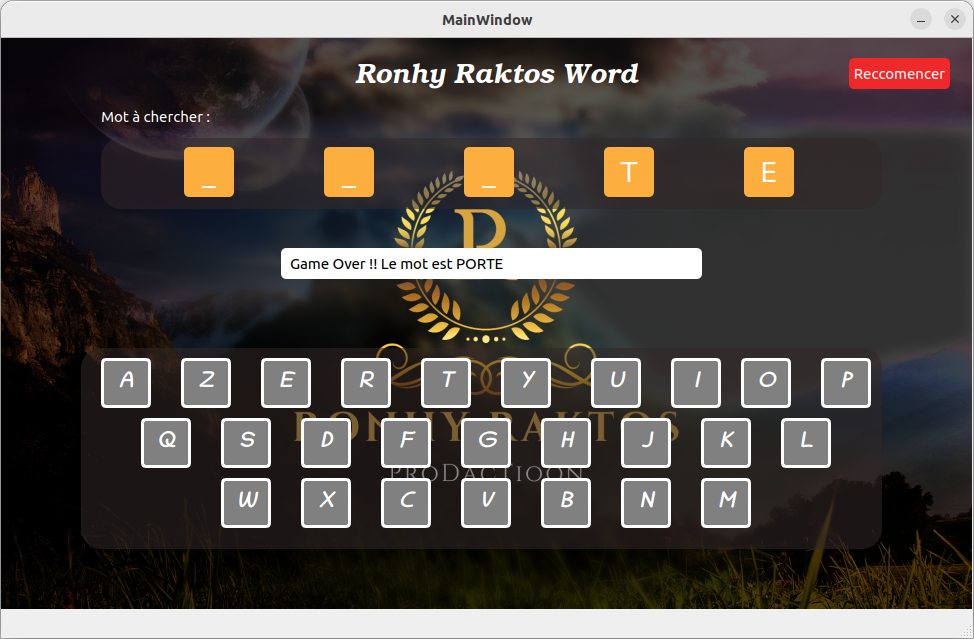 MainWindow
Ronhy Raktos Word
Reccomencer
Mot à chercher :
_ _ _ T E
R
Game Over !! Le mot est PORTE
A Z E R T Y U I O P
RONHY RAKTOS
Q S D F G H J K L
PRODACTIOON
W X C V B N M